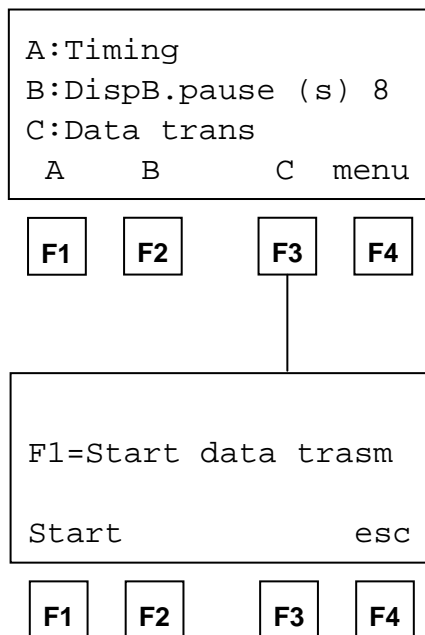 A:Timing
B:DispB.pause (s) 8
C:Data trans
A B C menu
F1 F2 F3 F4
F1=Start data trasm
Start esc
F1 F2 F3 F4